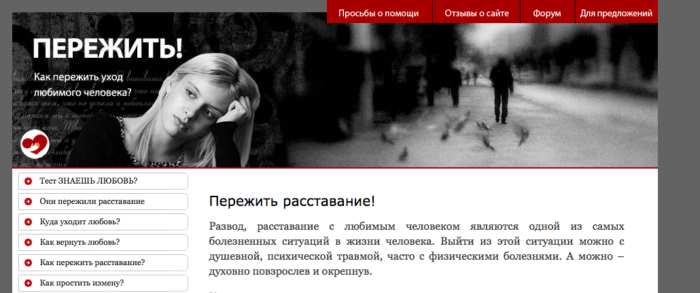 Просьбы о помощи
Отзывы о сайте
Форум
Для предложений
ПЕРЕЖИТЬ!
Как пережить уход
любимого человека?
Тест ЗНАЕШЬ ЛЮБОВЬ?
Они пережили расставание
Куда уходит любовь?
Как вернуть любовь?
Как пережить расставание?
Как простить измену?
Пережить расставание!
Развод, расставание с любимым человеком являются одной из самых
болезненных ситуаций в жизни человека. Выйти из этой ситуации можно с
душевной, психической травмой, часто с физическими болезнями. А можно –
духовно повзрослев и окрепнув.